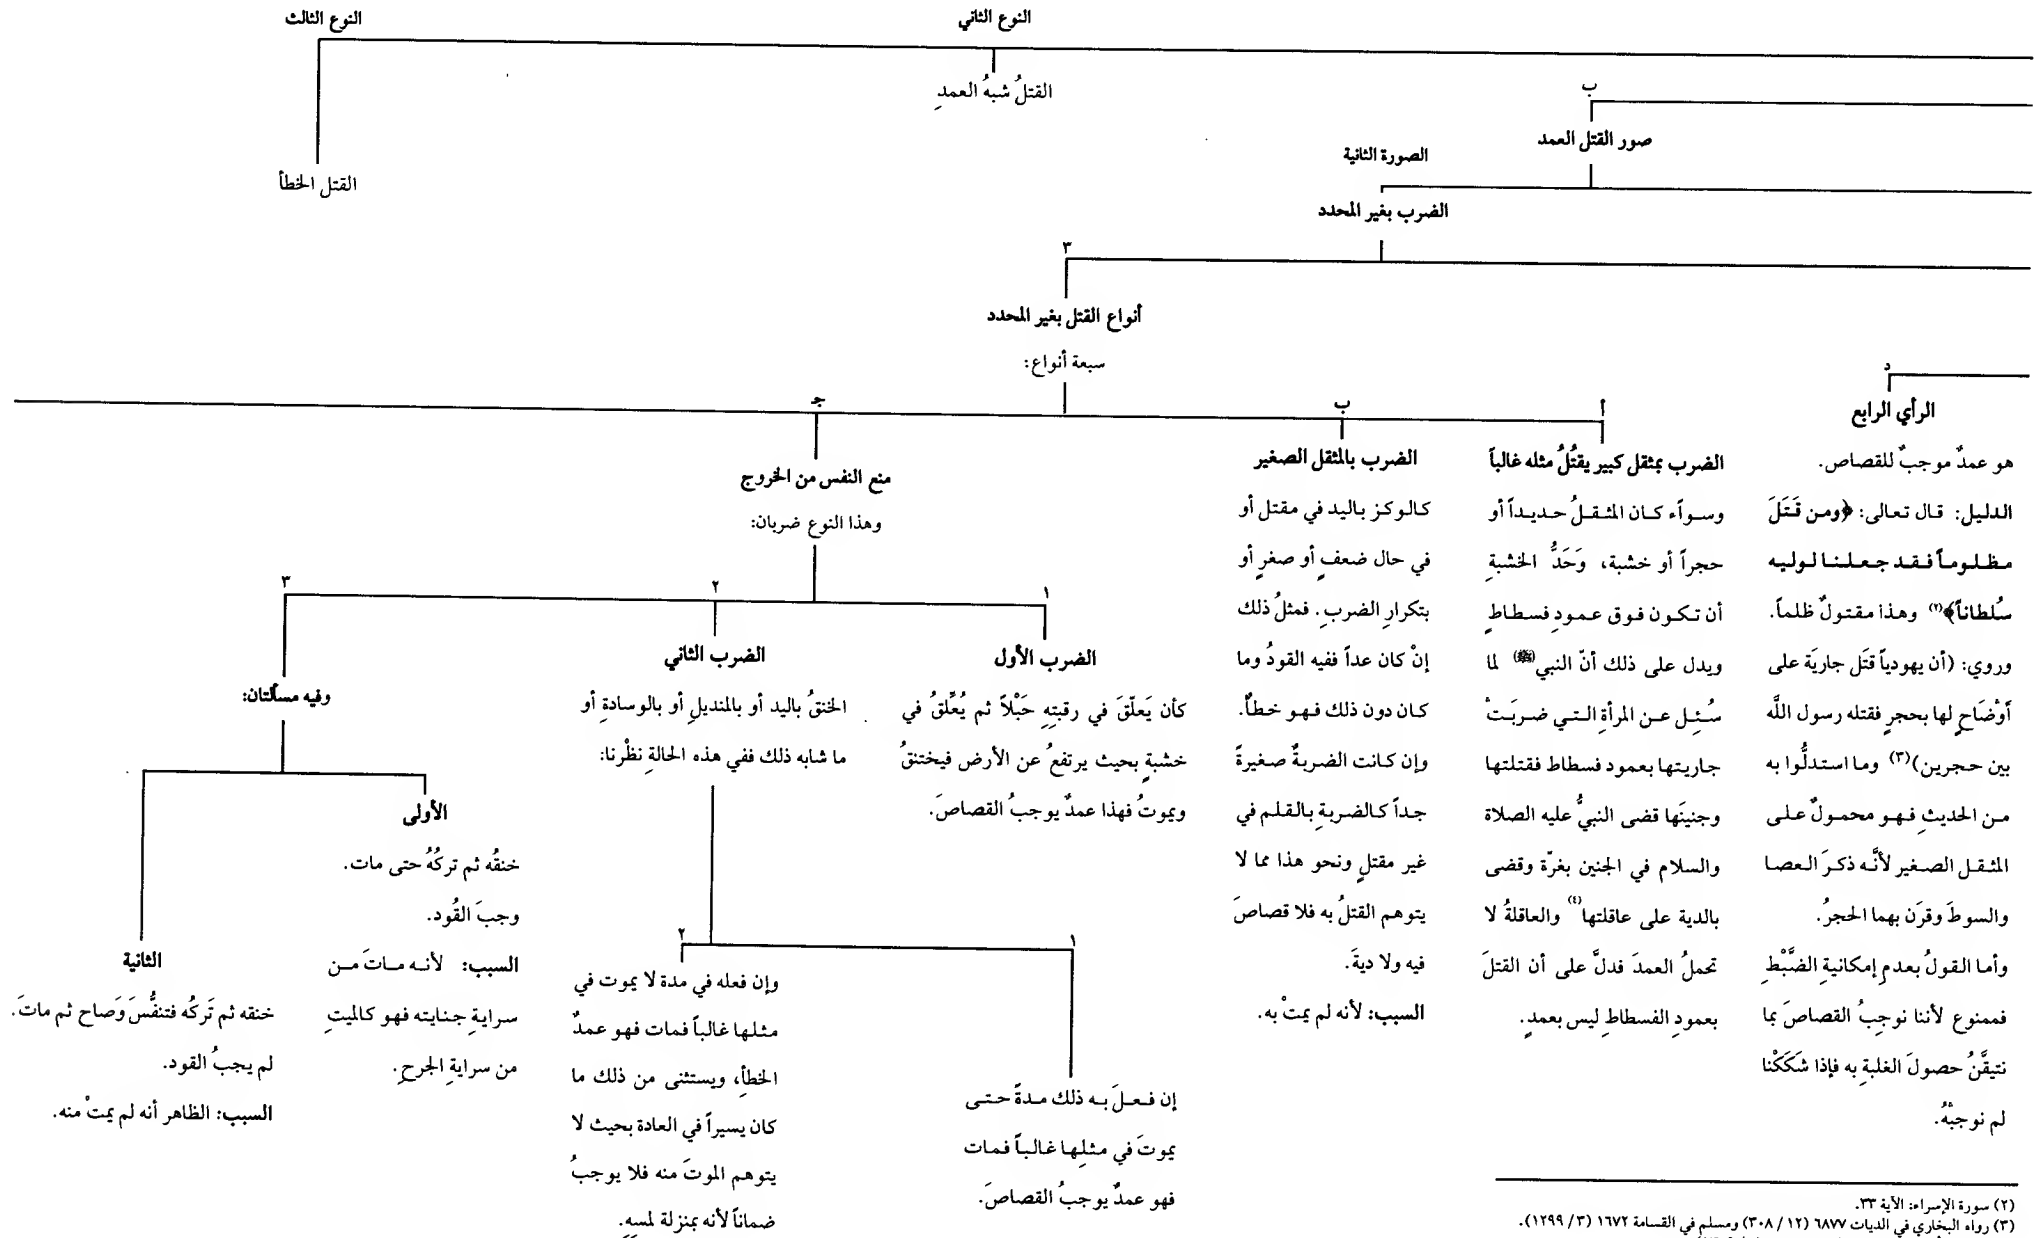 النوع الثاني
النوع الثالث
القتلُ شبهُ العمدِ
القتل الخطأ
ب
صور القتل العمد
الصورة الثانية
الضرب بغير المحدد
٣
أنواع القتل بغير المحدد
سبعة أنواع:
د
الرأي الرابع
هو عمدٌ موجبٌ للقصاص.
الدليل: قال تعالى: ﴿ومن قَتَلَ
مظلوماً فقد جعلنا لوليه
سُلطاناً﴾(٢) وهذا مقتولٌ ظلماً.
وروي: (أن يهودياً قتَل جاريَة على
أَوْضَاحٍ لها بحجرٍ فقتله رسول اللَّه
بين حجرين)(٣) وما استدلُّوا به
من الحديثِ فهو محمولٌ على
المثقل الصغير لأنَّه ذكرَ العصا
والسوطَ وقرَن بهما الحجرُ.
وأما القولُ بعدمِ إمكانيةِ الضَّبْطِ
فممنوع لأننا نوجِبُ القصاصَ بما
نتيقَّنُ حصولَ الغلبةِ به فإذا شكَكْنا
لم نوجبْهُ.
أ
الضرب بمثقل كبير يقتُلُ مثله غالباً
وسواًء كان المثقلُ حديداً أو
حجراً أو خشبة، وَحَدُّ الخشبةِ
أن تكون فوق عمودِ فسطاطٍ
ويدل على ذلك أنّ النبي(ﷺ) لما
سُئِل عن المرأةِ التي ضربَتْ
جاريتها بعمود فسطاط فقتلتها
وجنينَها قضى النبيُّ عليه الصلاة
والسلام في الجنين بغرّة وقضى
بالدية على عاقلتها(٤) والعاقلةُ لا
تحملُ العمدَ فدلَّ على أن القتلَ
بعمودِ الفسطاطِ ليس بعمدٍ.
ب
الضرب بالمثقل الصغير
كالوكز باليد في مقتل أو
في حال ضعفٍ أو صغرٍ أو
بتكرارِ الضربِ. فمثلُ ذلك
إنْ كان عداً ففيه القودُ وما
كان دون ذلك فهو خطأٌ.
وإن كانت الضربةٌ صغيرةً
جداً كالضربةِ بالقلم في
غير مقتلٍ ونحو هذا مما لا
يتوهم القتلُ به فلا قصاصَ
فيه ولا ديةَ.
السبب: لأنه لم يمتْ به.
جـ
منع النفس من الخروج
وهذا النوع ضربان:
١
الضرب الأول
كأن يَعلّقَ في رقبتِهِ حَبْلاً ثم يُعُلِّقُ في
خشبةٍ بحيث يرتفعُ عن الأرض فيختنقُ
ويموتُ فهذا عمدٌ يوجبُ القصاصَ.
٢
الضرب الثاني
الخنقُ باليد أو بالمنديلِ أو بالوسادةِ أو
ما شابه ذلك ففي هذه الحالةِ نظْرنا:
١
إن فعلَ به ذلك مدةً حتى
يموتَ في مثلِها غالباً فمات
فهو عمدٌ يوجبُ القصاصَ.
٢
وإن فعله في مدة لا يموت في
مثلها غالباً فمات فهو عمدٌ
الخطأِ، ويستثنى من ذلك ما
كان يسيراً في العادة بحيث لا
يتوهم الموتَ منه فلا يوجبُ
ضماناً لأنه بمنزلة لمسِهِ.
٣
وفيه مسألتان:
الأولى
خنقُه ثم تركُهُ حتى مات.
وجبَ القُود.
السبب: لأنه ماتَ من
سرايةِ جنايته فهو كالميتِ
من سرايةِ الجرحِ.
الثانية
خنقه ثم تَركُه فتنفُّسَ وَصاح ثم ماتَ.
لم يجبُ القود.
السبب: الظاهر أنه لم يمتْ منه.
(٢) سورة الإسراء: الآية ٣٣.
(٣) رواه البخاري في الديات ٦٨٧٧ (١٢ / ٣٠٨) ومسلم في القسامة ١٦٧٢ (٣ / ١٢٩٩).